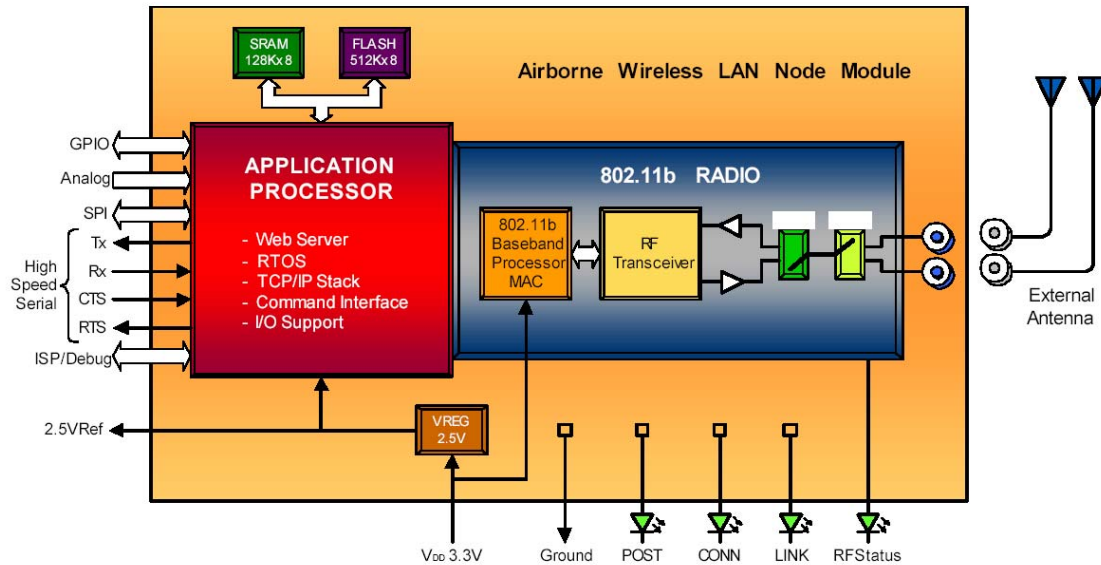 SRAM
128Kx8
FLASH
512Kx8
Airborne Wireless LAN Node Module
GPIO
Analog
SPI
Tx
Rx
CTS
RTS
High
Speed
Serial
ISP/Debug
2.5VRef
APPLICATION
PROCESSOR
- Web Server
- RTOS
- TCP/IP Stack
- Command Interface
- I/O Support
802.11b RADIO
802.11b
Baseband
Processor
MAC
RF
Transceiver
External
Antenna
VREG
2.5V
VDD 3.3V
Ground
POST
CONN
LINK
RFStatus